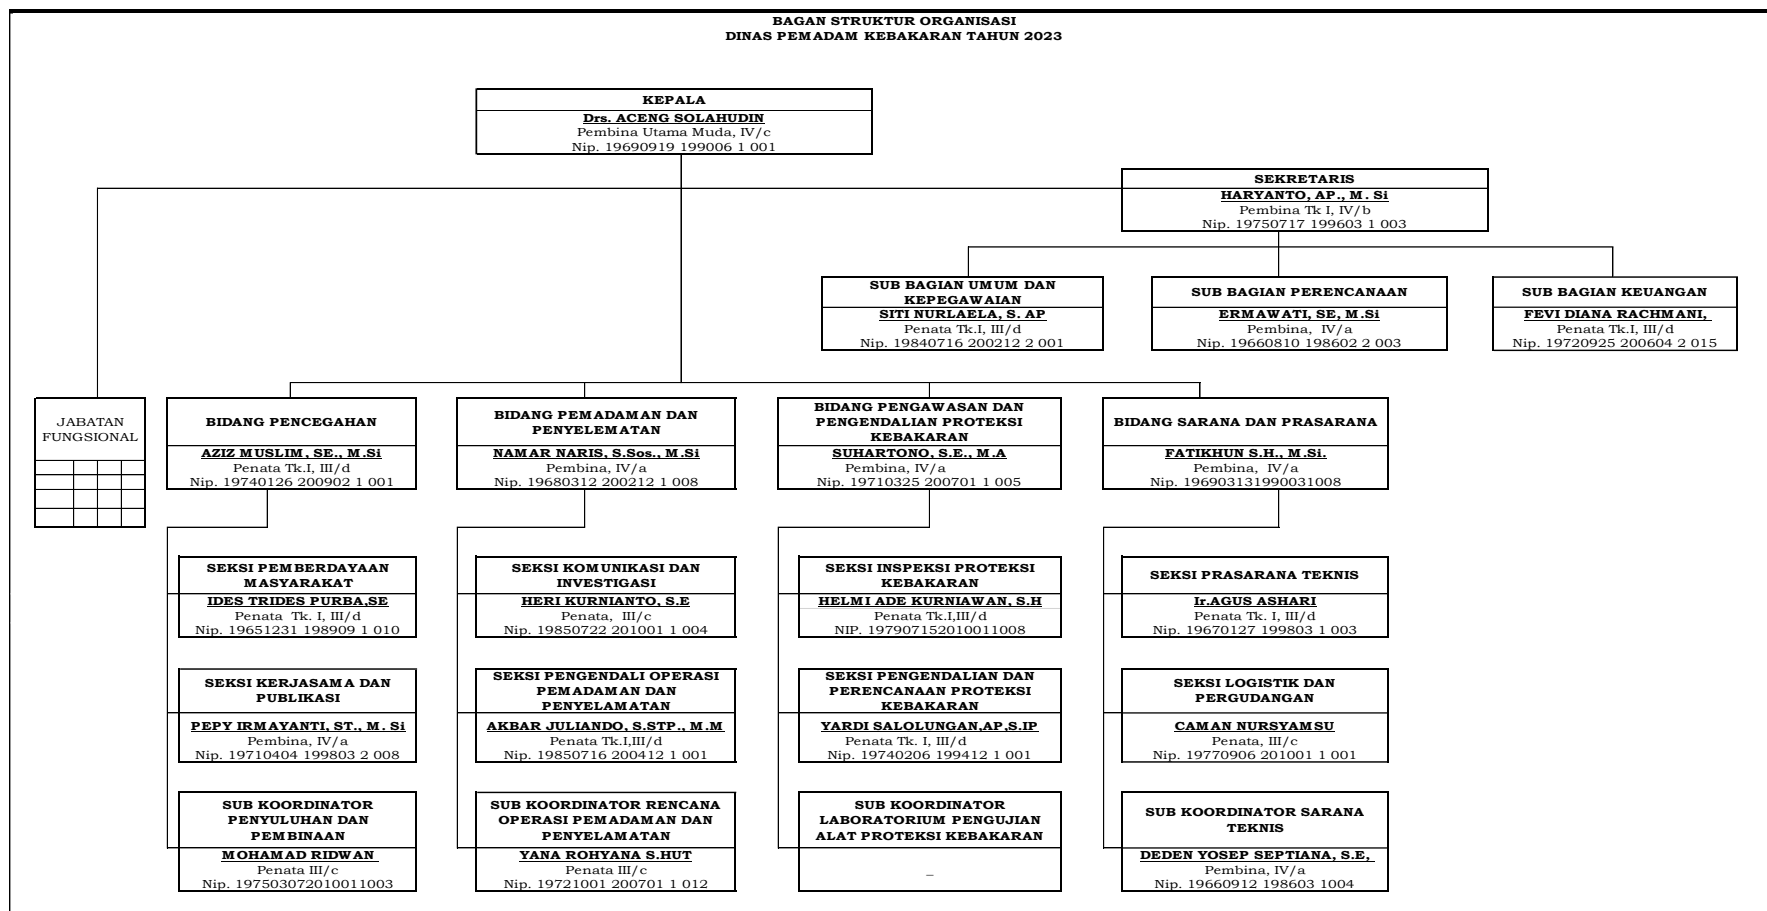 BAGAN STRUKTUR ORGANISASI
DINAS PEMADAM KEBAKARAN TAHUN 2023
KEPALA
Drs. ACENG SOLAHUDIN
Pembina Utama Muda, IV/c
Nip. 19690919 199006 1 001
SEKRETARIS
HARYANTO, AP., M. Si
Pembina Tk I, IV/b
Nip. 19750717 199603 1 003
SUB BAGIAN UMUM DAN
KEPEGAWAIAN
SITI NURLAELA, S. AP
Penata Tk.I, III/d
Nip. 19840716 200212 2 001
SUB BAGIAN PERENCANAAN
ERMAWATI, SE, M.Si
Pembina, IV/a
Nip. 19660810 198602 2 003
SUB BAGIAN KEUANGAN
FEVI DIANA RACHMANI,
Penata Tk.I, III/d
Nip. 19720925 200604 2 015
JABATAN
FUNGSIONAL
BIDANG PENCEGAHAN
AZIZ MUSLIM, SE., M.Si
Penata Tk.I, III/d
Nip. 19740126 200902 1 001
BIDANG PEMADAMAN DAN
PENYELEMATAN
NAMAR NARIS, S.Sos., M.Si
Pembina, IV/a
Nip. 19680312 200212 1 008
BIDANG PENGAWASAN DAN
PENGENDALIAN PROTEKSI
KEBAKARAN
SUHARTONO, S.E., M.A
Pembina, IV/a
Nip. 19710325 200701 1 005
BIDANG SARANA DAN PRASARANA
FATIKHUN S.H., M.Si.
Pembina, IV/a
Nip. 196903131990031008
SEKSI PEMBERDAYAAN
MASYARAKAT
IDES TRIDES PURBA,SE
Penata Tk. I, III/d
Nip. 19651231 198909 1 010
SEKSI KOMUNIKASI DAN
INVESTIGASI
HERI KURNIANTO, S.E
Penata, III/c
Nip. 19850722 201001 1 004
SEKSI INSPEKSI PROTEKSI
KEBAKARAN
HELMI ADE KURNIAWAN, S.H
Penata Tk.I,III/d
NIP. 197907152010011008
SEKSI PRASARANA TEKNIS
Ir.AGUS ASHARI
Penata Tk. I, III/d
Nip. 19670127 199803 1 003
SEKSI KERJASAMA DAN
PUBLIKASI
PEPY IRMAYANTI, ST., M. Si
Pembina, IV/a
Nip. 19710404 199803 2 008
SEKSI PENGENDALI OPERASI
PEMADAMAN DAN
PENYELAMATAN
AKBAR JULIANDO, S.STP., M.M
Penata Tk.I,III/d
Nip. 19850716 200412 1 001
SEKSI PENGENDALIAN DAN
PERENCANAAN PROTEKSI
KEBAKARAN
YARDI SALOLUNGAN,AP,S.IP
Penata Tk. I, III/d
Nip. 19740206 199412 1 001
SEKSI LOGISTIK DAN
PERGUDANGAN
CAMAN NURSYAMSU
Penata, III/c
Nip. 19770906 201001 1 001
SUB KOORDINATOR
PENYULUHAN DAN
PEMBINAAN
MOHAMAD RIDWAN
Penata III/c
Nip. 197503072010011003
SUB KOORDINATOR RENCANA
OPERASI PEMADAMAN DAN
PENYELAMATAN
YANA ROHYANA S.HUT
Penata III/c
Nip. 19721001 200701 1 012
SUB KOORDINATOR
LABORATORIUM PENGUJIAN
ALAT PROTEKSI KEBAKARAN
_
SUB KOORDINATOR SARANA
TEKNIS
DEDEN YOSEP SEPTIANA, S.E,
Pembina, IV/a
Nip. 19660912 198603 1004